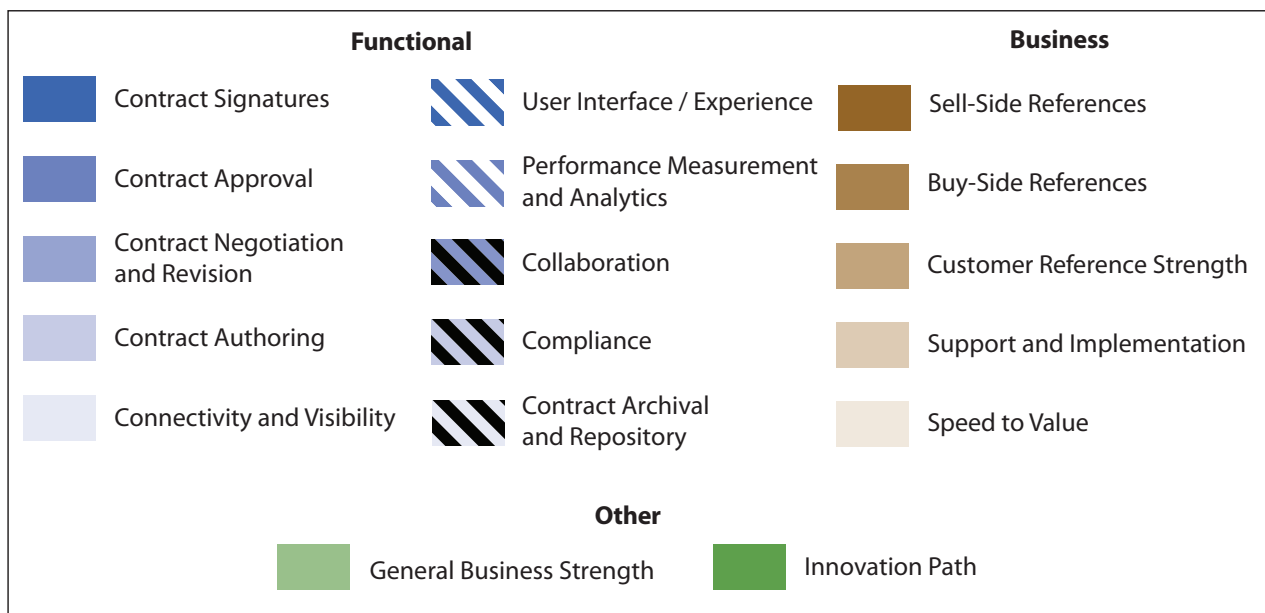 Functional
Contract Signatures
Contract Approval
Contract Negotiation
and Revision
Contract Authoring
Connectivity and Visibility
User Interface / Experience
Performance Measurement
and Analytics
Collaboration
Compliance
Contract Archival
and Repository
Business
Sell-Side References
Buy-Side References
Customer Reference Strength
Support and Implementation
Speed to Value
Other
General Business Strength
Innovation Path